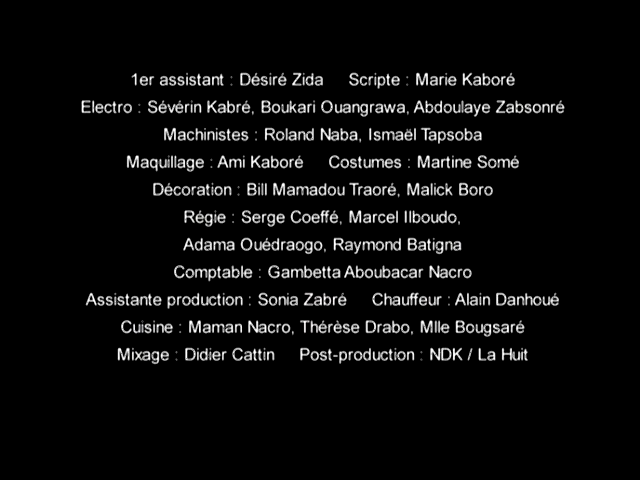 1er assistant : Désiré Zida Scripte : Marie Kaboré
Electro : Sévérin Kabré, Boukari Ouangrawa, Abdoulaye Zabsonré
Machinistes : Roland Naba, Ismaël Tapsoba
Maquillage : Ami Kaboré Costumes : Martine Somé
Décoration : Bill Mamadou Traoré, Malick Boro
Régie : Serge Coeffé, Marcel Ilboudo,
Adama Ouédraogo, Raymond Batigna
Comptable : Gambetta Aboubacar Nacro
Assistante production : Sonia Zabré Chauffeur : Alain Danhoué
Cuisine : Maman Nacro, Thérèse Drabo, Mlle Bougsaré
Mixage : Didier Cattin Post-production : NDK / La Huit